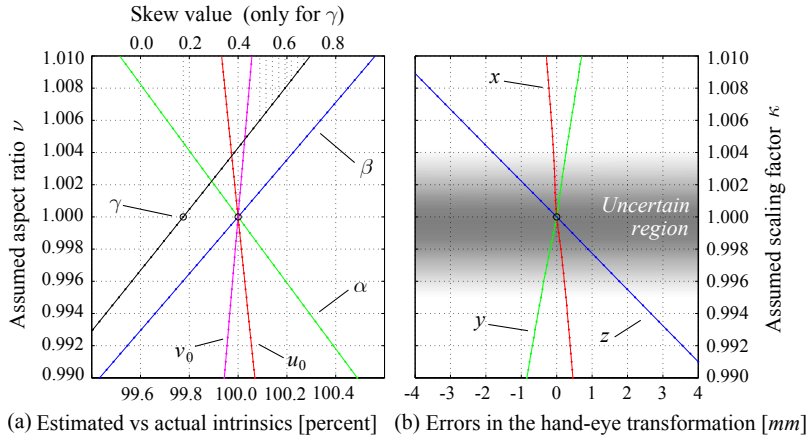 Skew value (only for γ)
0.0 0.2 0.4 0.6 0.8
1.010
1.008
1.006
1.004
1.002
1.000
0.998
0.996
0.994
0.992
0.990
Assumed aspect ratio ν
γ
β
α
v0
u0
99.6 99.8 100.0 100.2 100.4
(a) Estimated vs actual intrinsics [percent]
x
Uncertain
region
y
z
1.010
1.008
1.006
1.004
1.002
1.000
0.998
0.996
0.994
0.992
0.990
Assumed scaling factor κ
-4 -3 -2 -1 0 1 2 3 4
(b) Errors in the hand-eye transformation [mm]